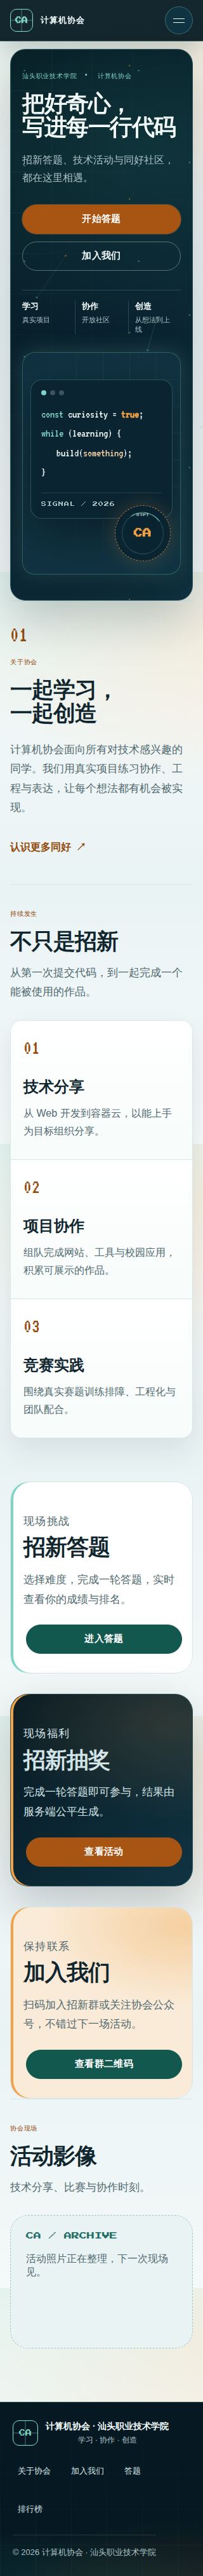 CA 计算机协会
汕头职业技术学院 • 计算机协会
把好奇心，
写进每一行代码
招新答题、技术活动与同好社区，
都在这里相遇。
开始答题
加入我们
学习 协作 创造
真实项目 开放社区 从想法到上
线
const curiosity = true;
while (learning) {
build(something);
}
SIGNAL / 2026
CA
01
关于协会
一起学习，
一起创造
计算机协会面向所有对技术感兴趣的
同学。我们用真实项目练习协作、工
程与表达，让每个想法都有机会被实
现。
认识更多同好 ↗
持续发生
不只是招新
从第一次提交代码，到一起完成一个
能被使用的作品。
01
技术分享
从 Web 开发到容器云，以能上手
为目标组织分享。
02
项目协作
组队完成网站、工具与校园应用，
积累可展示的作品。
03
竞赛实践
围绕真实赛题训练排障、工程化与
团队配合。
现场挑战
招新答题
选择难度，完成一轮答题，实时
查看你的成绩与排名。
进入答题
现场福利
招新抽奖
完成一轮答题即可参与，结果由
服务端公平生成。
查看活动
保持联系
加入我们
扫码加入招新群或关注协会公众
号，不错过下一场活动。
查看群二维码
协会现场
活动影像
技术分享、比赛与协作时刻。
CA / ARCHIVE
活动照片正在整理，下一次现场
见。
CA 计算机协会 · 汕头职业技术学院
学习 · 协作 · 创造
关于协会 加入我们 答题
排行榜
© 2026 计算机协会 · 汕头职业技术学院